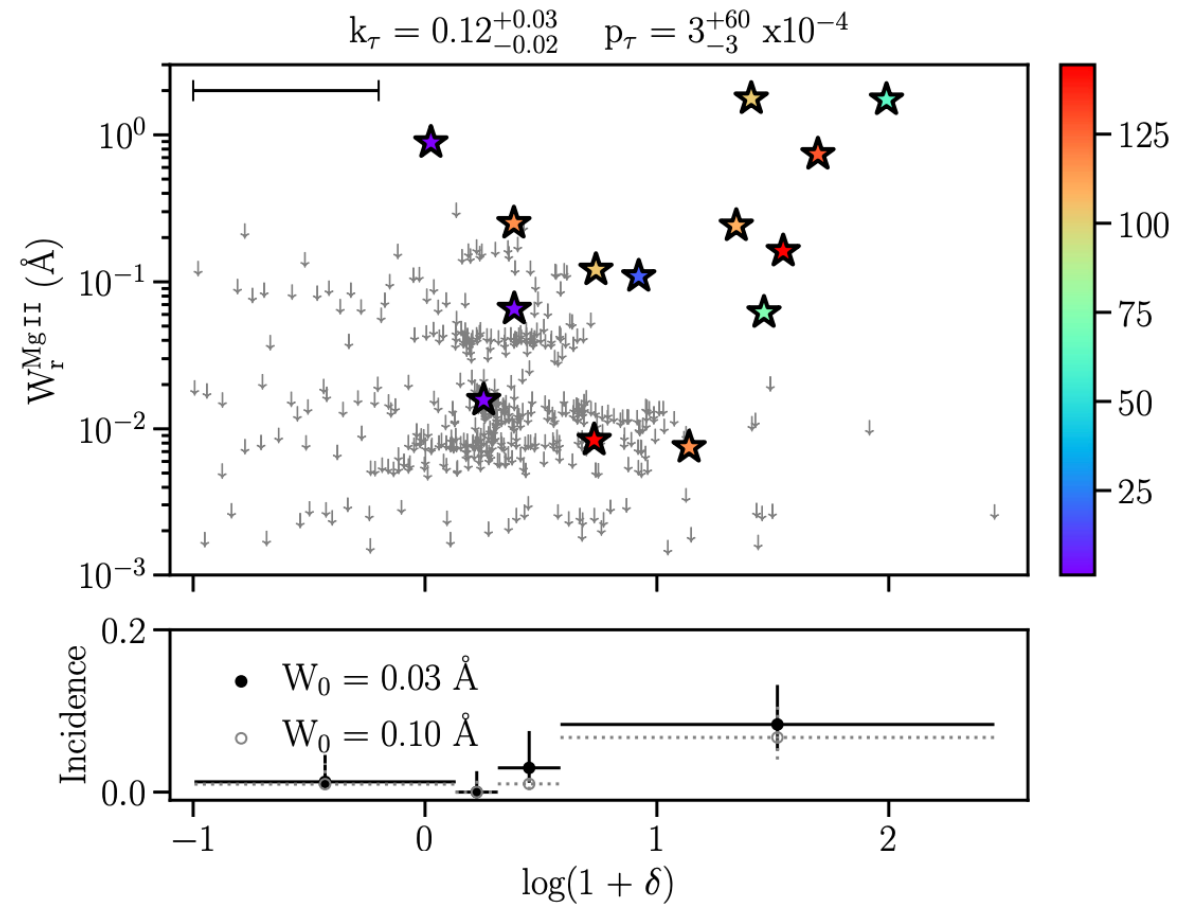 k_τ = 0.12^{+0.03}_{-0.02} p_τ = 3^{+60}_{-3} x10^{-4}
W_r^{Mg II} (Å)
10^0
10^{-1}
10^{-2}
10^{-3}
125
100
75
50
25
Incidence
0.2
0.0
W_0 = 0.03 Å
W_0 = 0.10 Å
−1 0 1 2
log(1 + δ)